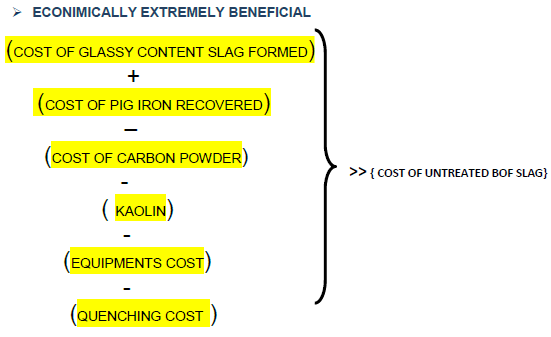 ➢ ECONIMICALLY EXTREMELY BENEFICIAL
(COST OF GLASSY CONTENT SLAG FORMED)
+
(COST OF PIG IRON RECOVERED)
–
(COST OF CARBON POWDER)
-
( KAOLIN)
-
(EQUIPMENTS COST)
-
(QUENCHING COST )
>> { COST OF UNTREATED BOF SLAG}